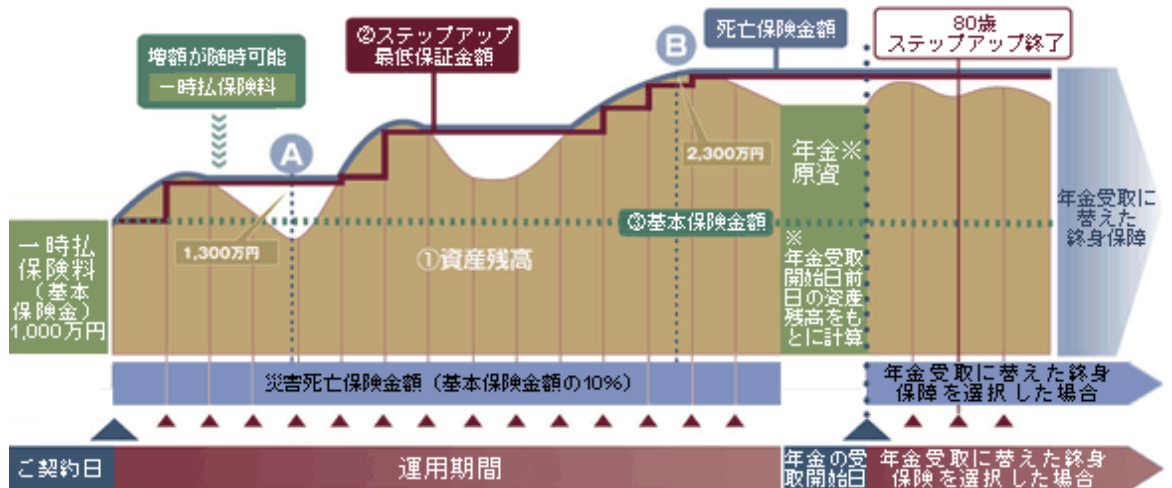 増額が随時可能
一時払保険料
②ステップアップ
最低保証金額
B
死亡保険金額
80歳
ステップアップ終了
A
2,300万円
年金※
原資
年金受取に
替えた
終身保障
③基本保険金額
1,300万円
①資産残高
一時払
保険料
（基本
保険金）
1,000万円
※
年金受取
開始日前
日の資産
残高をも
とに計算
災害死亡保険金額（基本保険金額の10%）
年金受取に替えた終身
保障を選択した場合
ご契約日
運用期間
年金の受
取開始日
年金受取に替えた終身
保険を選択した場合